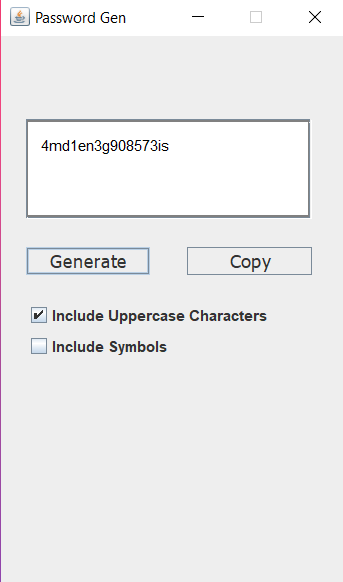 Password Gen
4md1en3g908573is
Generate
Copy
Include Uppercase Characters
Include Symbols